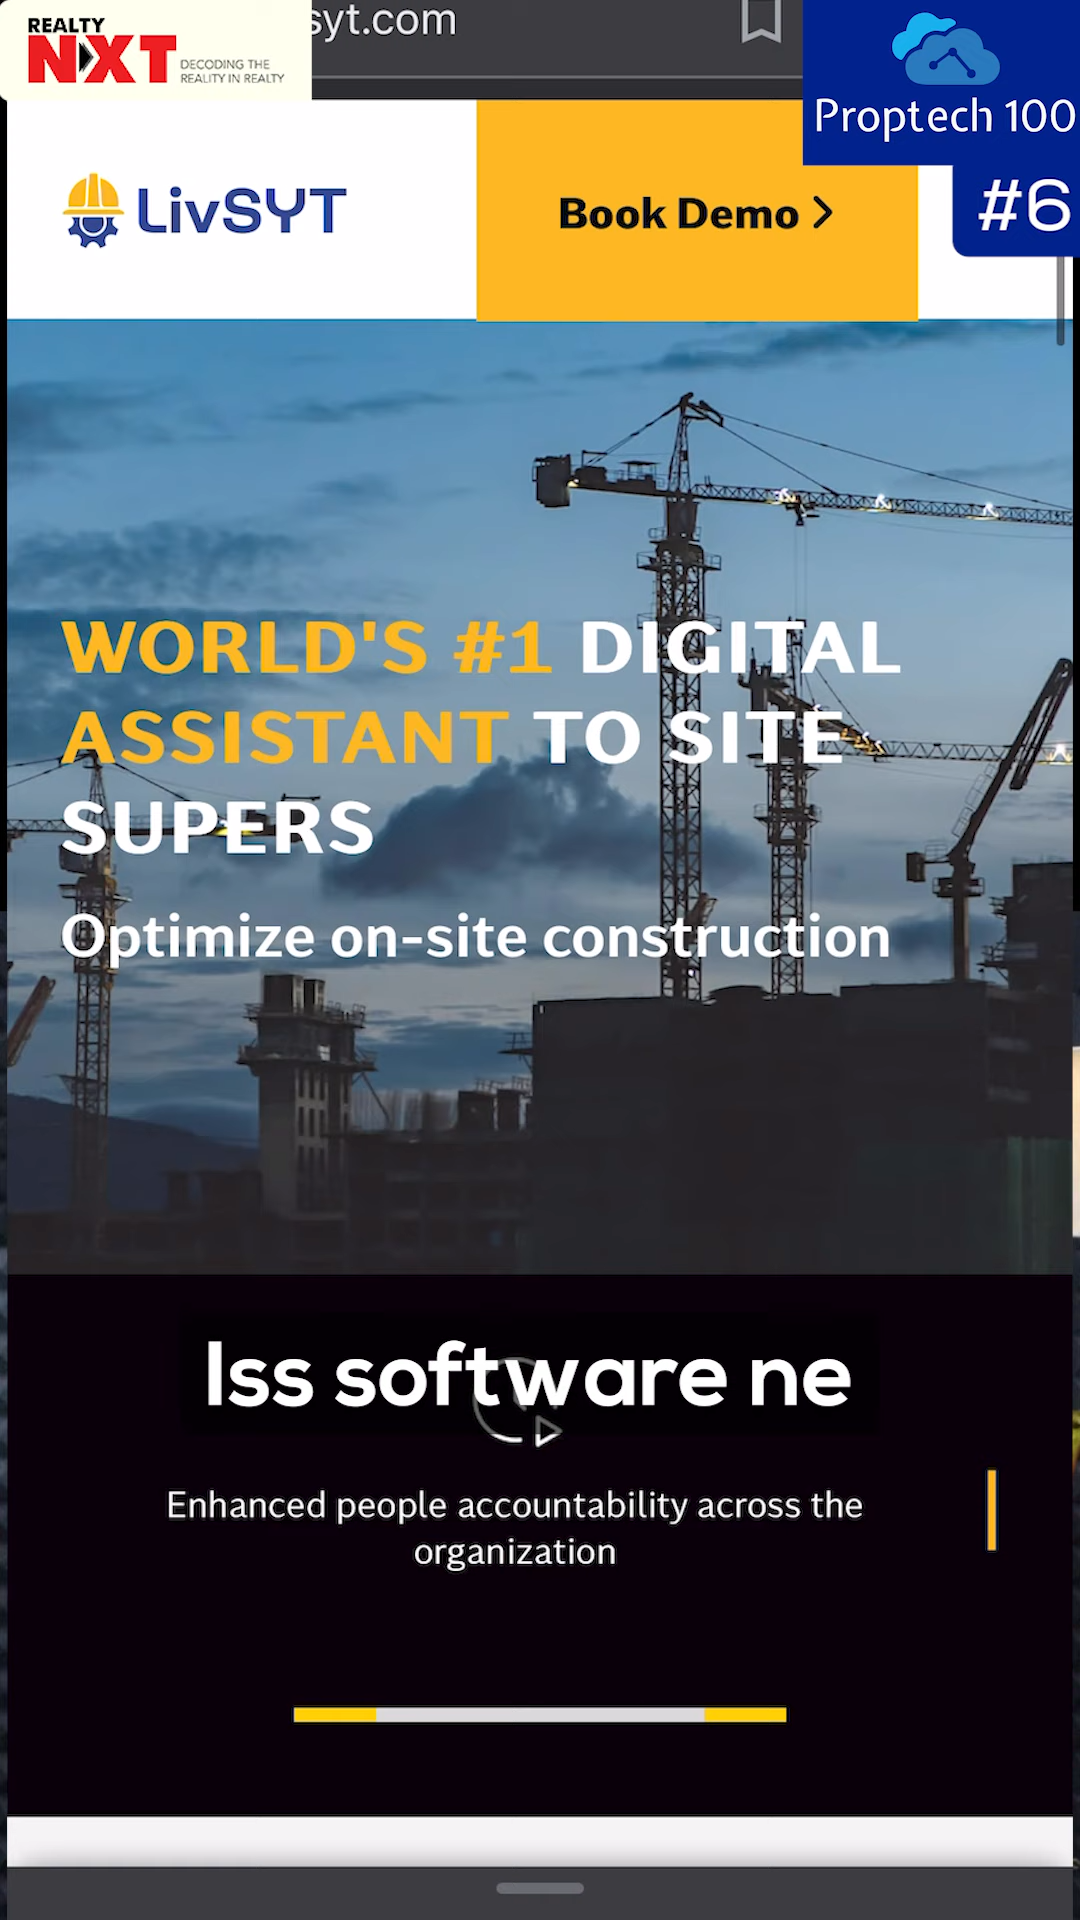 REALTY
NXT
DECODING THE
REALITY IN REALTY
syt.com
Proptech 100
#6
LivSYT
Book Demo
WORLD'S #1 DIGITAL
ASSISTANT TO SITE
SUPERS
Optimize on-site construction
lss software ne
Enhanced people accountability across the
organization